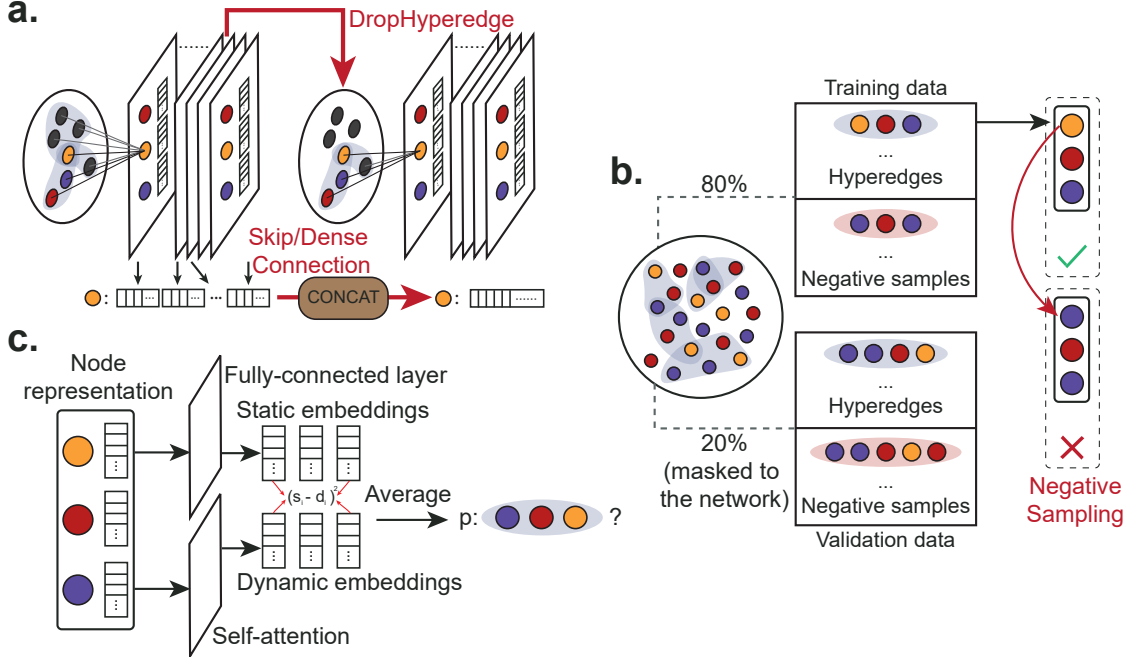 a.
DropHyperedge
Skip/Dense
Connection
CONCAT
b.
80%
Training data
...
Hyperedges
...
Negative samples
20%
(masked to
the network)
...
Hyperedges
...
Negative samples
Validation data
Negative
Sampling
c.
Node
representation
Fully-connected layer
Static embeddings
(sᵢ - dᵢ)²
Dynamic embeddings
Self-attention
Average
p: ?